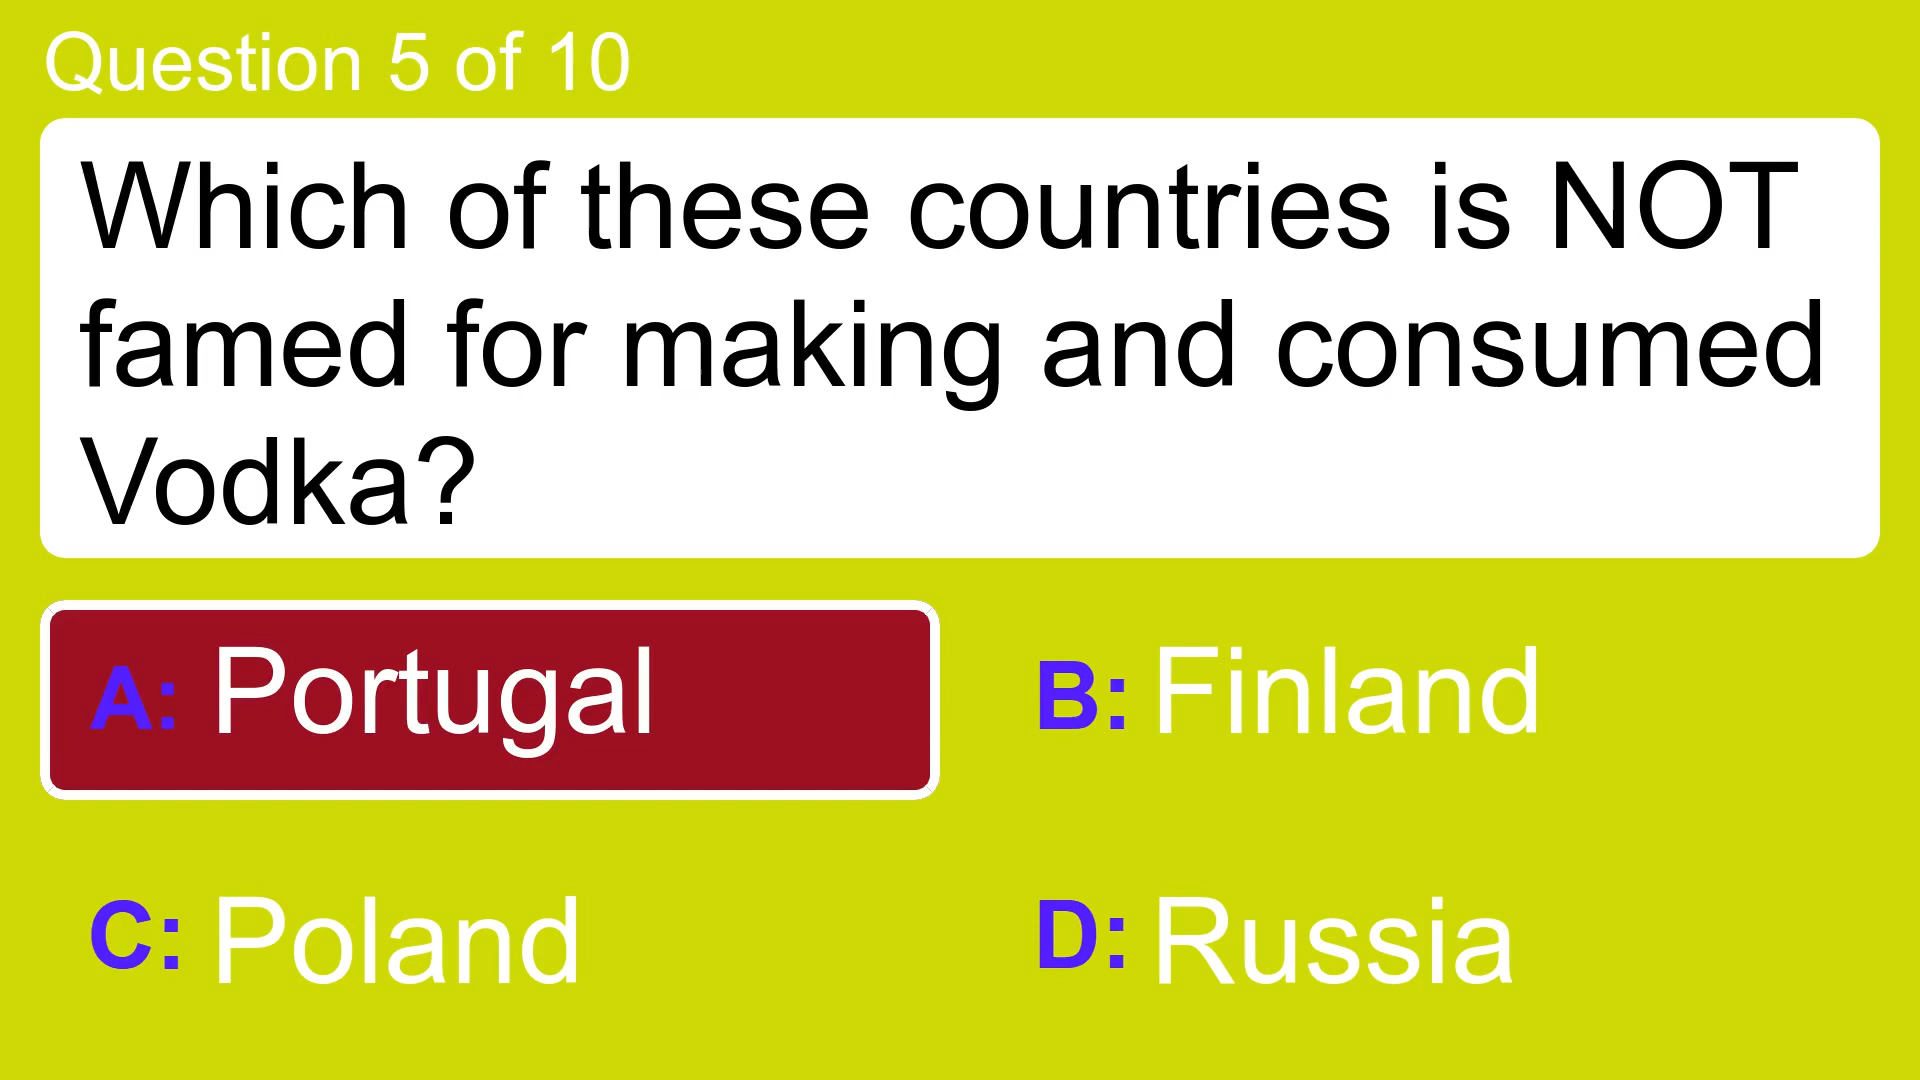 Question 5 of 10
Which of these countries is NOT
famed for making and consumed
Vodka?
A: Portugal
B: Finland
C: Poland
D: Russia